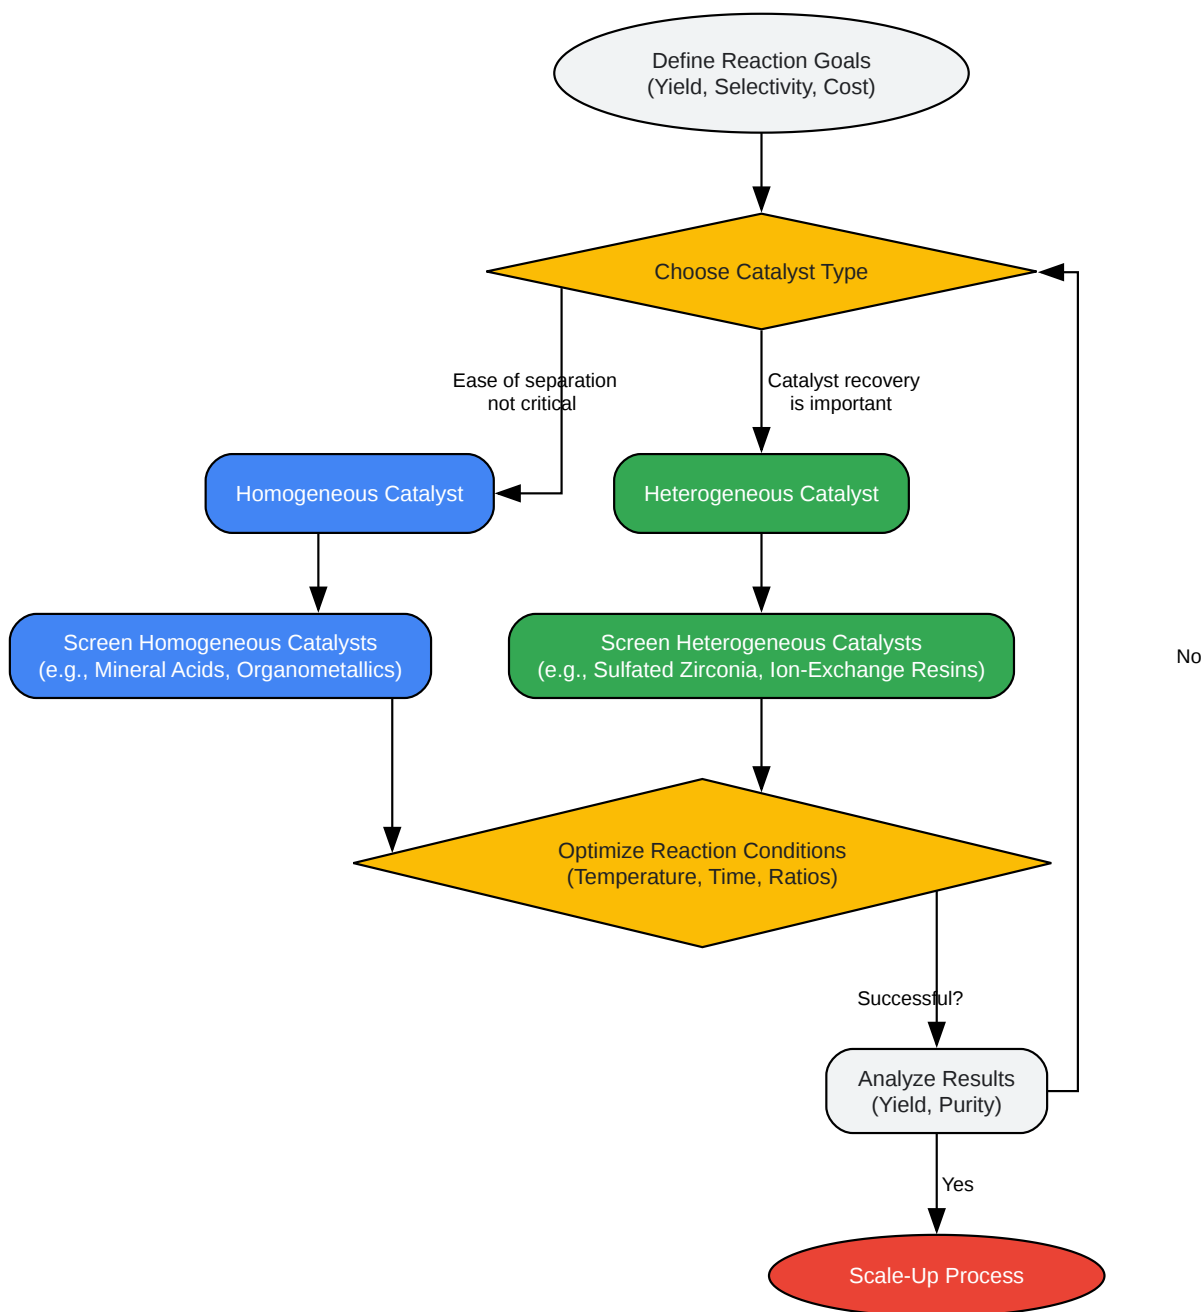 Define Reaction Goals
(Yield, Selectivity, Cost)
Choose Catalyst Type
Ease of separation
not critical
Catalyst recovery
is important
Homogeneous Catalyst
Heterogeneous Catalyst
Screen Homogeneous Catalysts
(e.g., Mineral Acids, Organometallics)
Screen Heterogeneous Catalysts
(e.g., Sulfated Zirconia, Ion-Exchange Resins)
No
Optimize Reaction Conditions
(Temperature, Time, Ratios)
Successful?
Analyze Results
(Yield, Purity)
Yes
Scale-Up Process